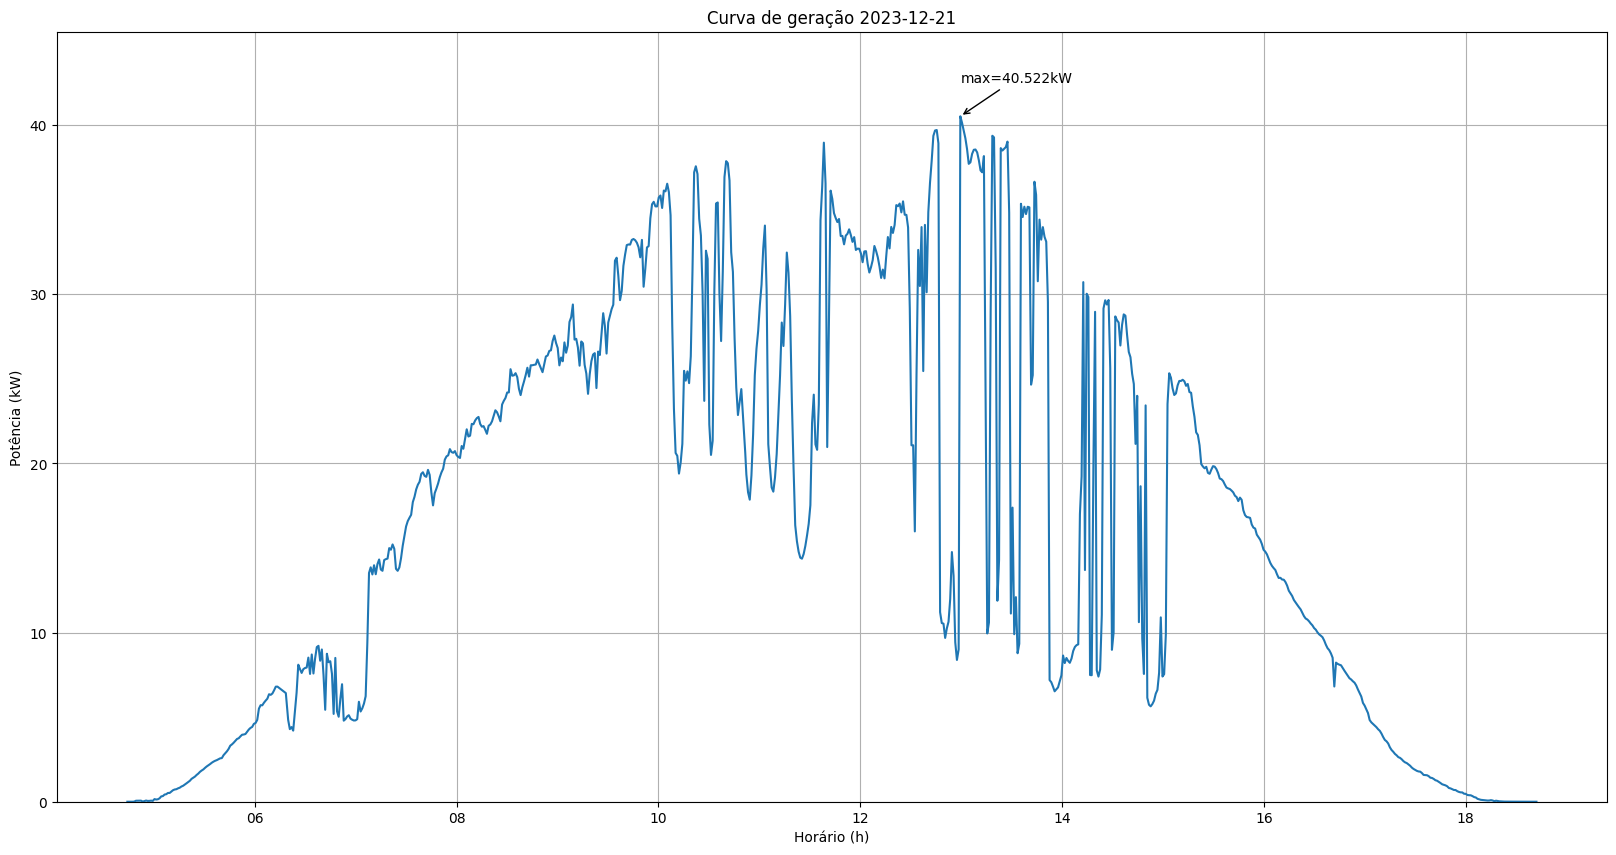 Curva de geração 2023-12-21
max=40.522kW
Potência (kW)
40
30
20
10
0
06 08 10 12 14 16 18
Horário (h)